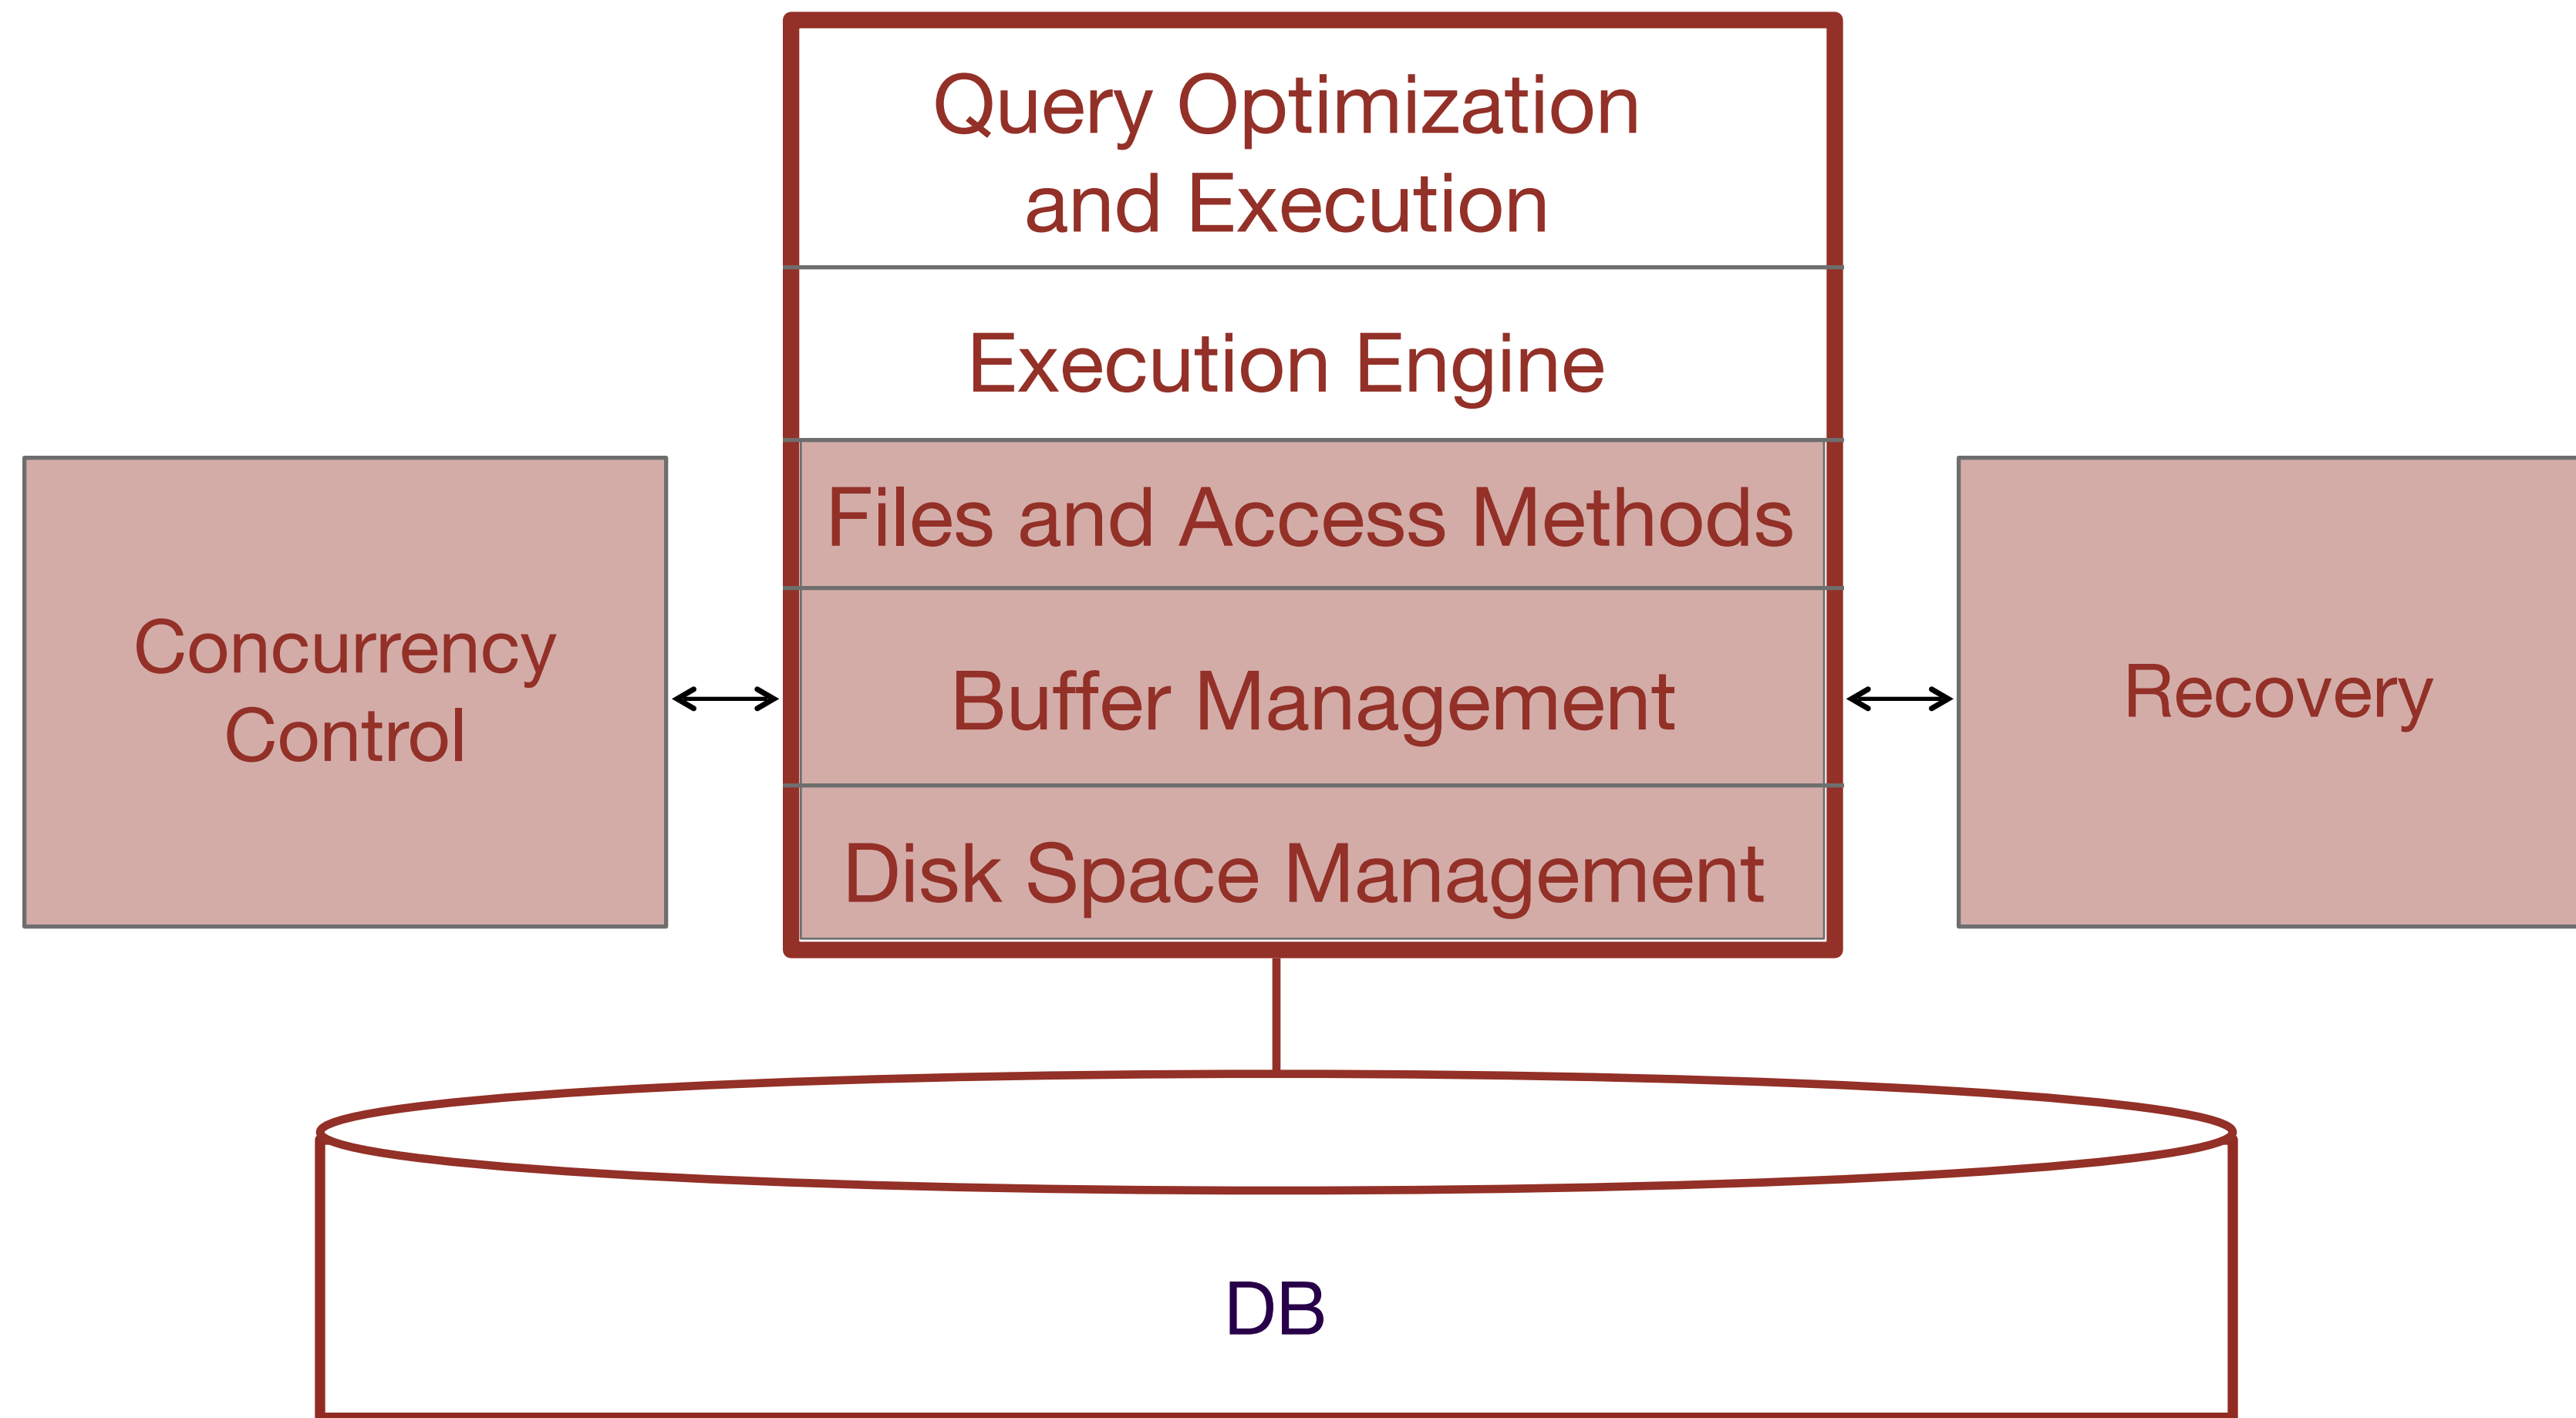 Query Optimization
and Execution
Execution Engine
Files and Access Methods
Concurrency
Control
Buffer Management
Recovery
Disk Space Management
DB